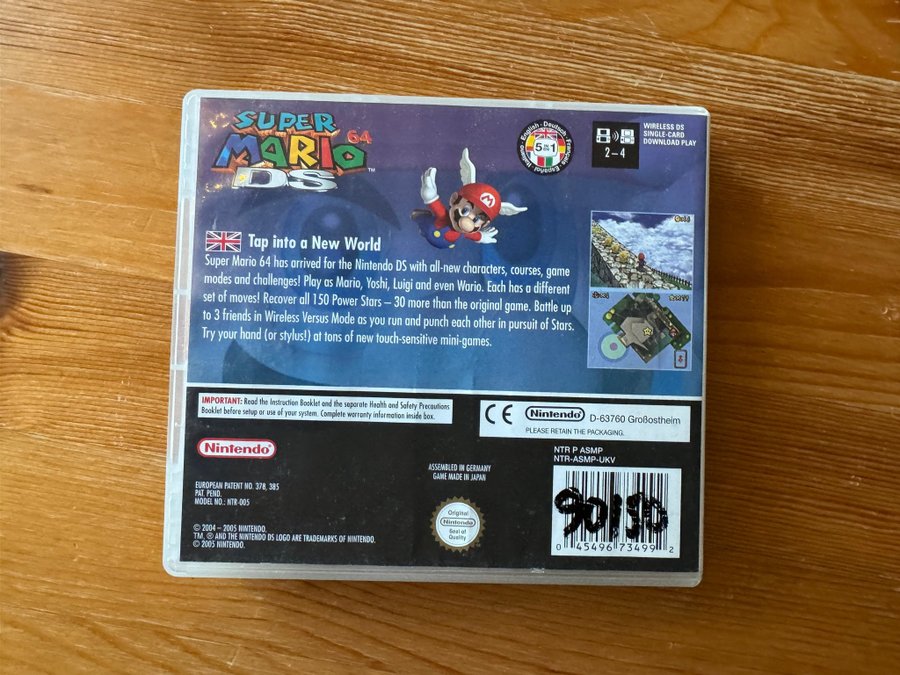 SUPER
MARIO 64 ™
DS
English - Deutsch - Français - Español - Italiano
5 in 1
2 – 4
WIRELESS DS
SINGLE-CARD
DOWNLOAD PLAY
Tap into a New World
Super Mario 64 has arrived for the Nintendo DS with all-new characters, courses, game
modes and challenges! Play as Mario, Yoshi, Luigi and even Wario. Each has a different
set of moves! Recover all 150 Power Stars – 30 more than the original game. Battle up
to 3 friends in Wireless Versus Mode as you run and punch each other in pursuit of Stars.
Try your hand (or stylus!) at tons of new touch-sensitive mini-games.
IMPORTANT: Read the Instruction Booklet and the separate Health and Safety Precautions
Booklet before setup or use of your system. Complete warranty information inside box.
CE Nintendo® D-63760 Großostheim
PLEASE RETAIN THE PACKAGING.
Nintendo®
EUROPEAN PATENT NO. 378, 385
PAT. PEND.
MODEL NO.: NTR-005
© 2004 – 2005 NINTENDO.
TM, ® AND THE NINTENDO DS LOGO ARE TRADEMARKS OF NINTENDO.
© 2005 NINTENDO.
ASSEMBLED IN GERMANY
GAME MADE IN JAPAN
Original
Nintendo
Seal of
Quality
NTR P ASMP
NTR-ASMP-UKV
0 45496 73499 2